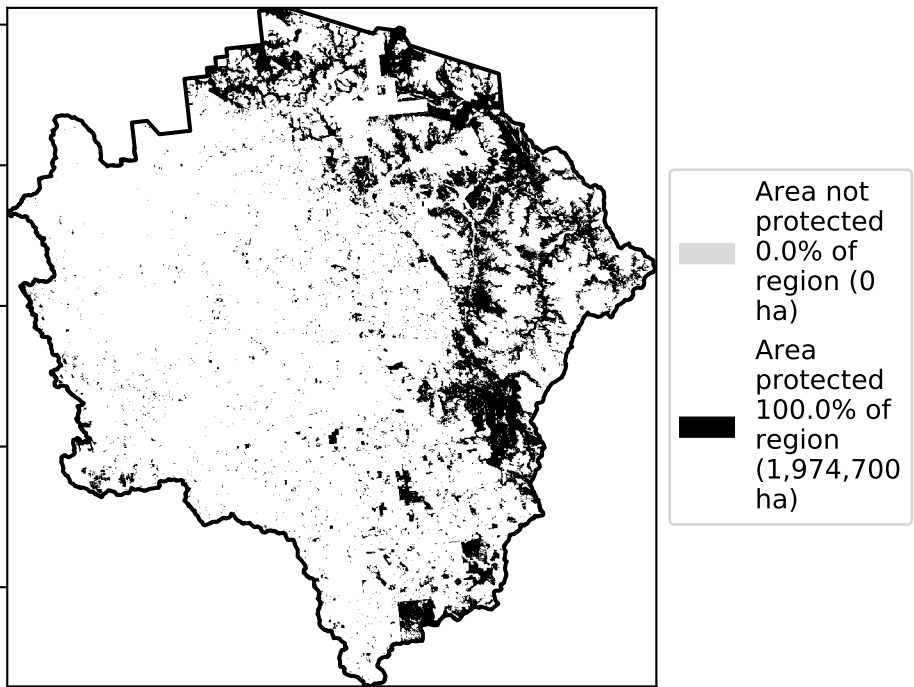 Area not
protected
0.0% of
region (0
ha)
Area
protected
100.0% of
region
(1,974,700
ha)